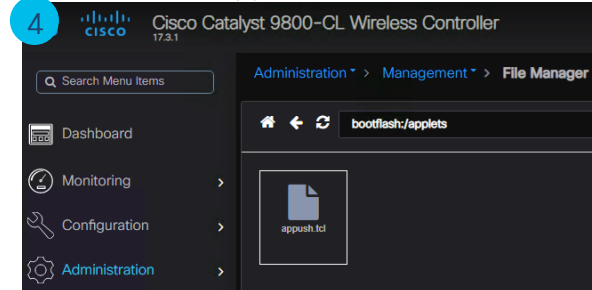 4
CISCO
Cisco Catalyst 9800-CL Wireless Controller
17.3.1
Search Menu Items
Administration > Management > File Manager
Dashboard
bootflash:/applets
Monitoring
appush.tcl
Configuration
Administration